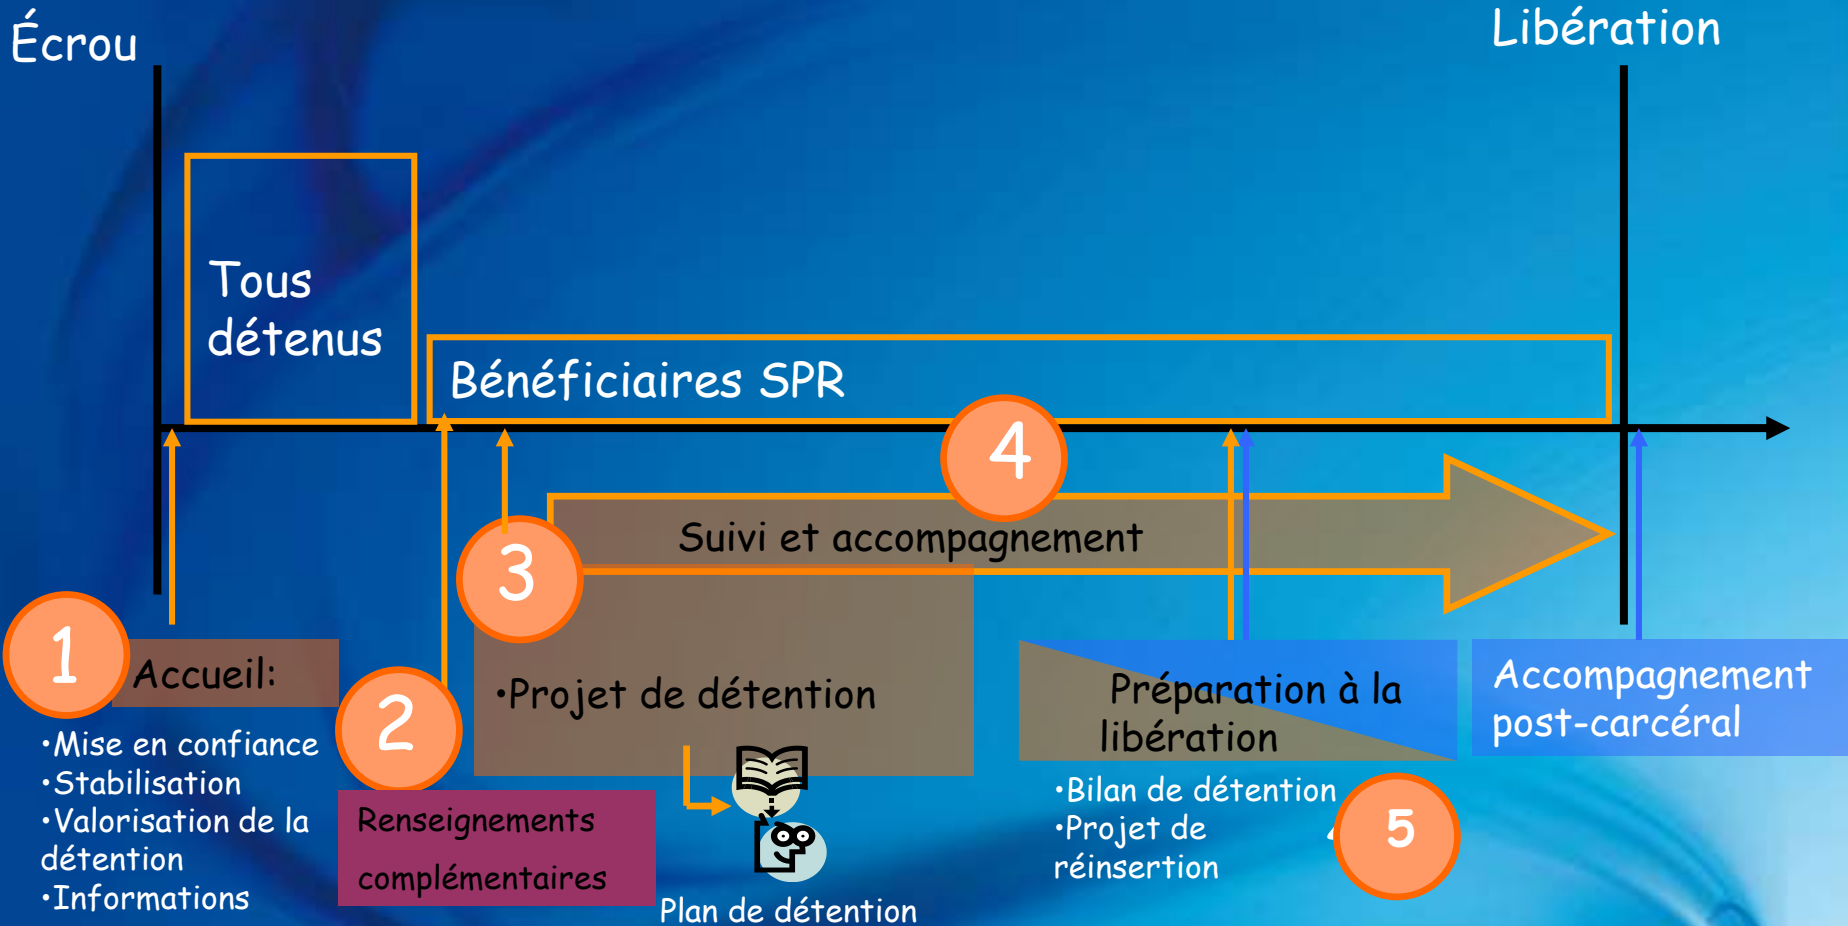 Écrou
Libération
Tous
détenus
Bénéficiaires SPR
4
Suivi et accompagnement
3
1
Accueil:
•Mise en confiance
•Stabilisation
•Valorisation de la
détention
•Informations
2
Renseignements
complémentaires
•Projet de détention
Plan de détention
Préparation à la
libération
•Bilan de détention
•Projet de
réinsertion
5
Accompagnement
post-carcéral